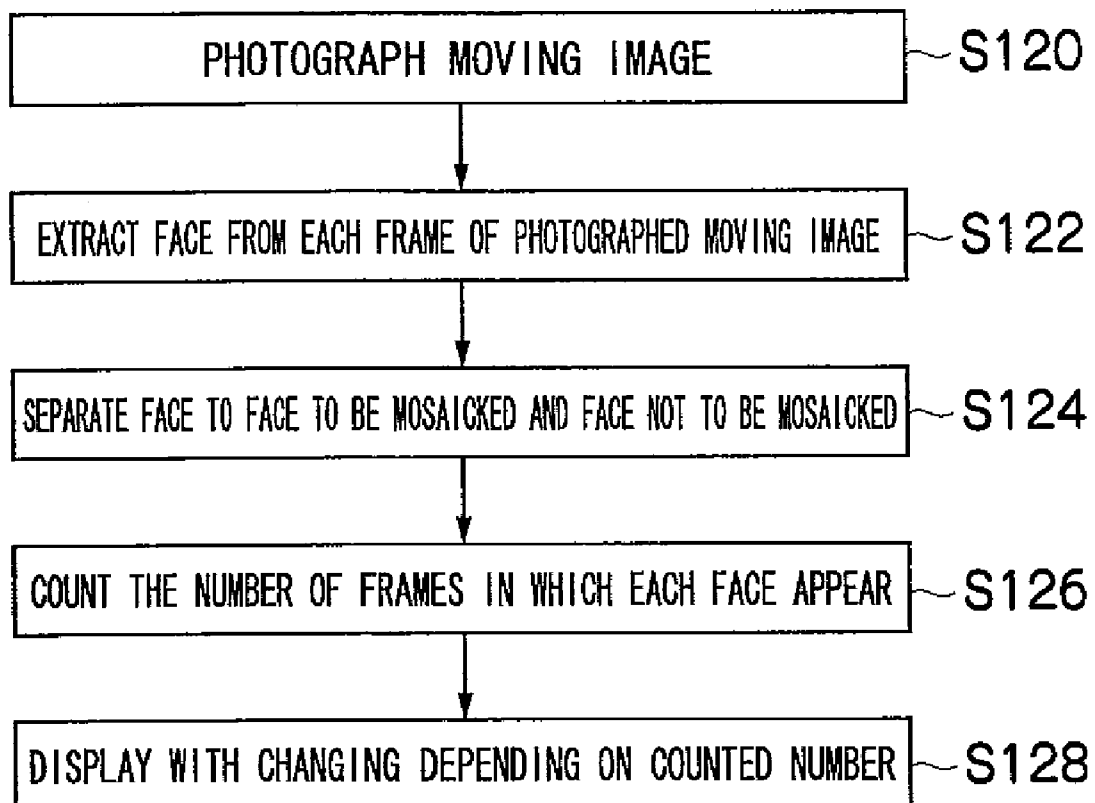 PHOTOGRAPH MOVING IMAGE S120
EXTRACT FACE FROM EACH FRAME OF PHOTOGRAPHED MOVING IMAGE S122
SEPARATE FACE TO FACE TO BE MOSAICKED AND FACE NOT TO BE MOSAICKED S124
COUNT THE NUMBER OF FRAMES IN WHICH EACH FACE APPEAR S126
DISPLAY WITH CHANGING DEPENDING ON COUNTED NUMBER S128